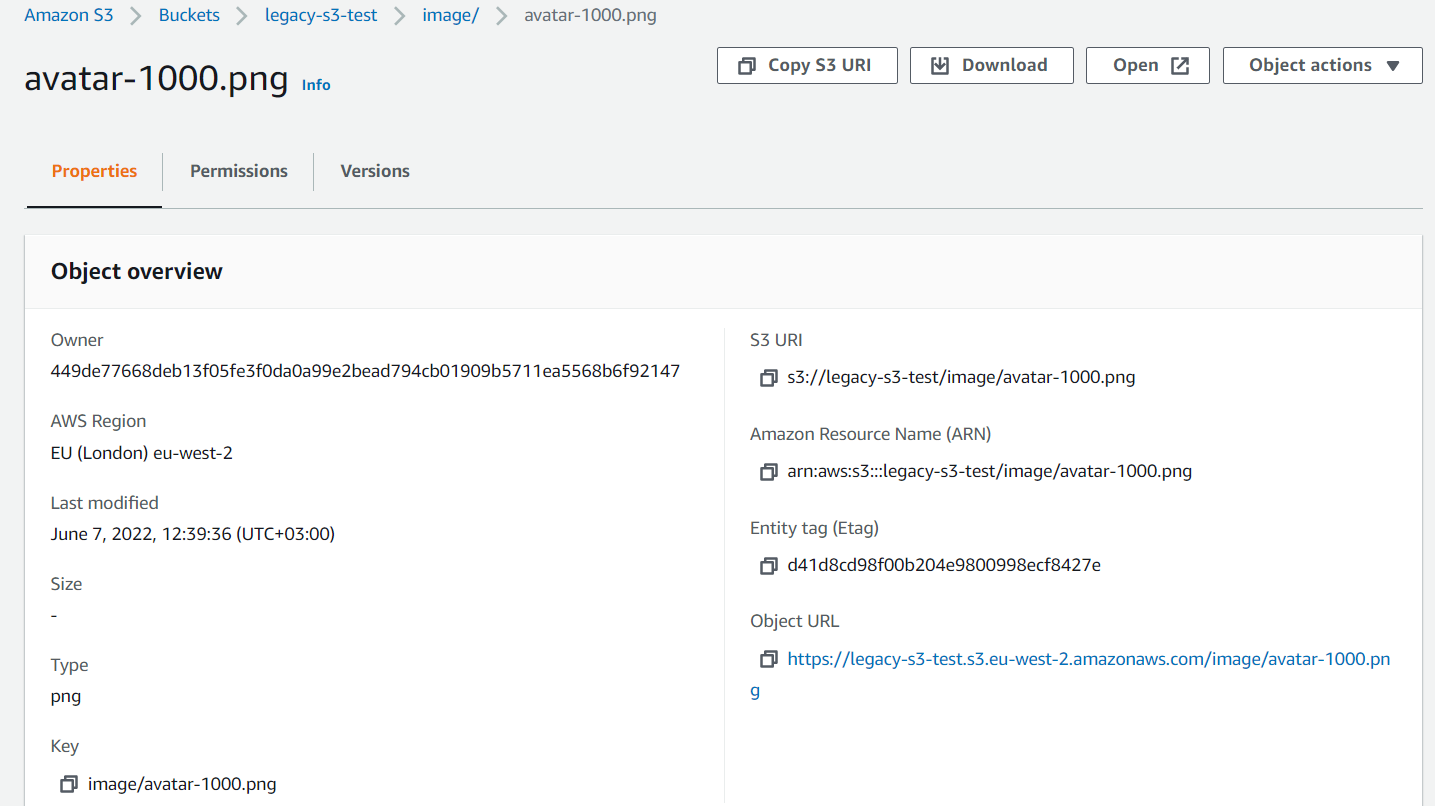 Amazon S3 > Buckets > legacy-s3-test > image/ > avatar-1000.png
avatar-1000.png Info
Copy S3 URI
Download
Open
Object actions
Properties
Permissions
Versions
Object overview
Owner
449de77668deb13f05fe3f0da0a99e2bead794cb01909b5711ea5568b6f92147
AWS Region
EU (London) eu-west-2
Last modified
June 7, 2022, 12:39:36 (UTC+03:00)
Size
-
Type
png
Key
image/avatar-1000.png
S3 URI
s3://legacy-s3-test/image/avatar-1000.png
Amazon Resource Name (ARN)
arn:aws:s3:::legacy-s3-test/image/avatar-1000.png
Entity tag (Etag)
d41d8cd98f00b204e9800998ecf8427e
Object URL
https://legacy-s3-test.s3.eu-west-2.amazonaws.com/image/avatar-1000.pn
g